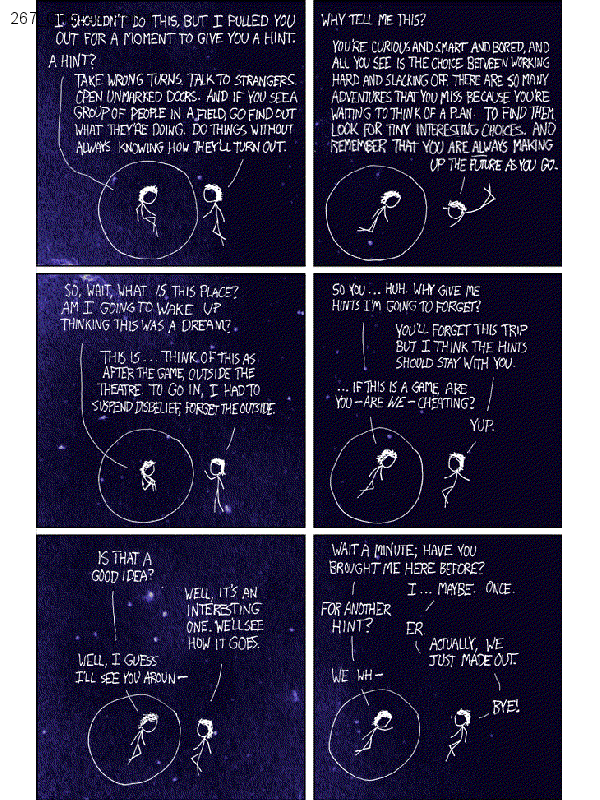 267
I SHOULDN'T DO THIS, BUT I PULLED YOU
OUT FOR A MOMENT TO GIVE YOU A HINT.
A HINT?
TAKE WRONG TURNS. TALK TO STRANGERS.
OPEN UNMARKED DOORS. AND IF YOU SEE A
GROUP OF PEOPLE IN A FIELD, GO FIND OUT
WHAT THEY'RE DOING. DO THINGS WITHOUT
ALWAYS KNOWING HOW THEY'LL TURN OUT.
WHY TELL ME THIS?
YOU'RE CURIOUS AND SMART AND BORED, AND
ALL YOU SEE IS THE CHOICE BETWEEN WORKING
HARD AND SLACKING OFF. THERE ARE SO MANY
ADVENTURES THAT YOU MISS BECAUSE YOU'RE
WAITING TO THINK OF A PLAN. TO FIND THEM,
LOOK FOR TINY INTERESTING CHOICES. AND
REMEMBER THAT YOU ARE ALWAYS MAKING
UP THE FUTURE AS YOU GO.
SO, WAIT, WHAT IS THIS PLACE?
AM I GOING TO WAKE UP
THINKING THIS WAS A DREAM?
THIS IS... THINK OF THIS AS
AFTER THE GAME, OUTSIDE THE
THEATRE. TO GO IN, I HAD TO
SUSPEND DISBELIEF, FORGET THE OUTSIDE.
SO YOU... HUH. WHY GIVE ME
HINTS I'M GOING TO FORGET?
YOU'LL FORGET THIS TRIP
BUT I THINK THE HINTS
SHOULD STAY WITH YOU.
... IF THIS IS A GAME, ARE
YOU—ARE WE—CHEATING?
YUP.
IS THAT A
GOOD IDEA?
WELL, IT'S AN
INTERESTING
ONE. WE'LL SEE
HOW IT GOES.
WELL, I GUESS
I'LL SEE YOU AROUN—
WAIT A MINUTE; HAVE YOU
BROUGHT ME HERE BEFORE?
I... MAYBE. ONCE.
FOR ANOTHER
HINT?
ER
ACTUALLY, WE
JUST MADE OUT.
WE WH—
BYE!